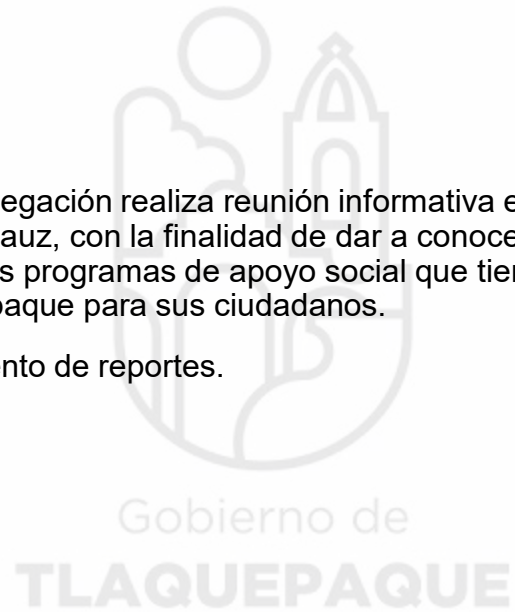 egación realiza reunión informativa e
auz, con la finalidad de dar a conoce
s programas de apoyo social que tien
paque para sus ciudadanos.
nto de reportes.
Gobierno de
TLAQUEPAQUE